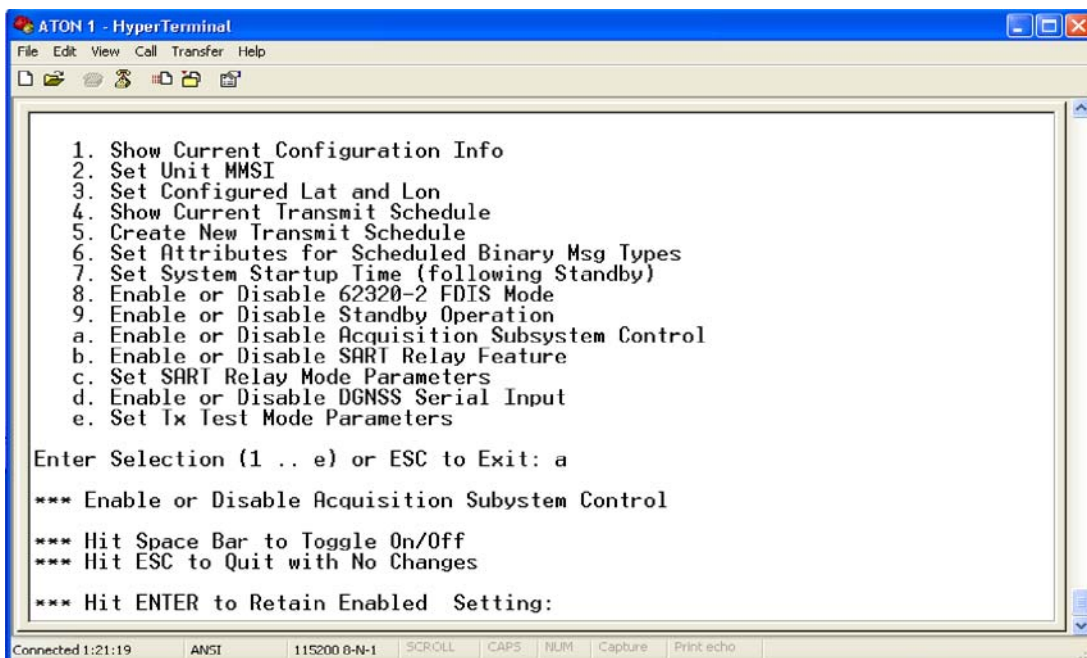 ATON 1 - HyperTerminal
File Edit View Call Transfer Help
1. Show Current Configuration Info
2. Set Unit MMSI
3. Set Configured Lat and Lon
4. Show Current Transmit Schedule
5. Create New Transmit Schedule
6. Set Attributes for Scheduled Binary Msg Types
7. Set System Startup Time (following Standby)
8. Enable or Disable 62320-2 FDIS Mode
9. Enable or Disable Standby Operation
a. Enable or Disable Acquisition Subsystem Control
b. Enable or Disable SART Relay Feature
c. Set SART Relay Mode Parameters
d. Enable or Disable DGNSS Serial Input
e. Set Tx Test Mode Parameters
Enter Selection (1 .. e) or ESC to Exit: a
*** Enable or Disable Acquisition Subystem Control
*** Hit Space Bar to Toggle On/Off
*** Hit ESC to Quit with No Changes
*** Hit ENTER to Retain Enabled  Setting:
Connected 1:21:19 ANSI 115200 8-N-1 SCROLL CAPS NUM Capture Print echo